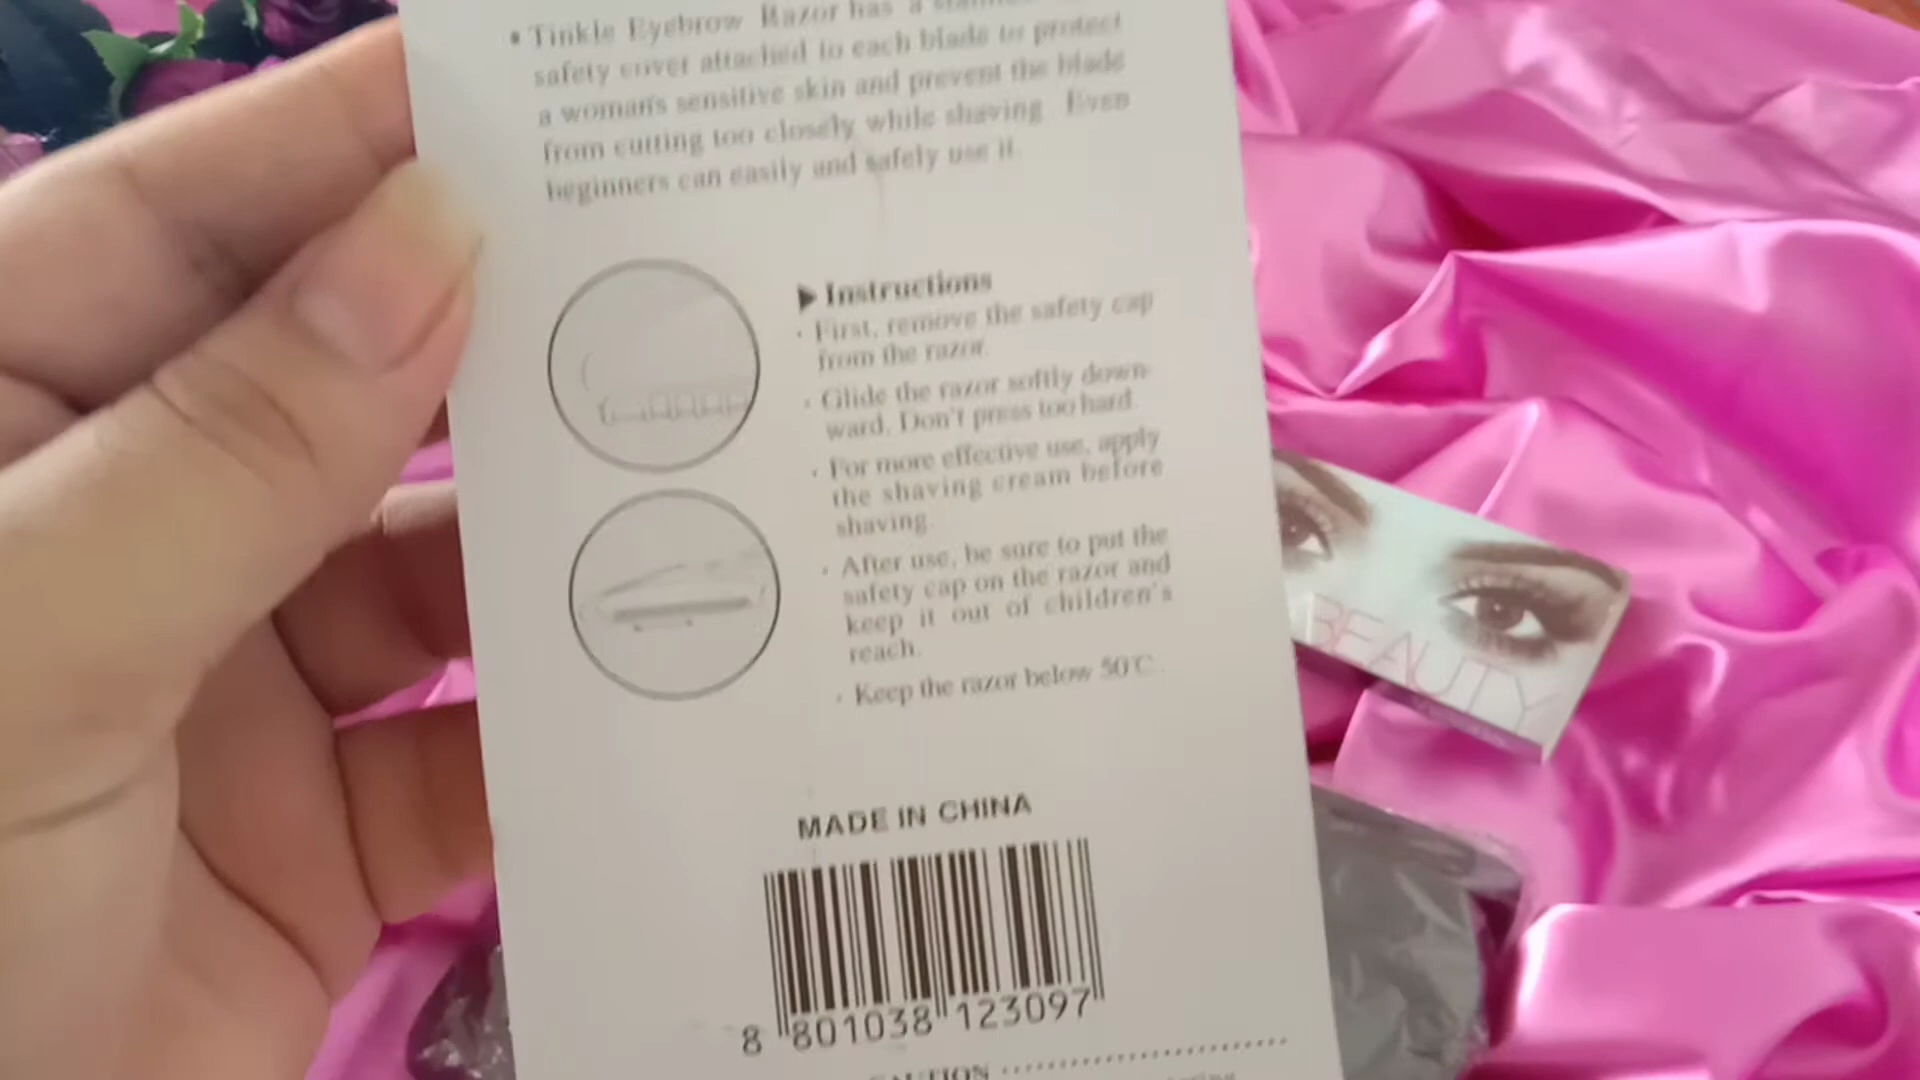 • Tinkle Eyebrow Razor has a
safety cover attached to each blade to protect
a woman's sensitive skin and prevent the blade
from cutting too closely while shaving. Even
beginners can easily and safely use it.
▶ Instructions
· First, remove the safety cap
from the razor.
· Glide the razor softly down-
ward. Don't press too hard.
· For more effective use, apply
the shaving cream before
shaving.
· After use, be sure to put the
safety cap on the razor and
keep it out of children's
reach.
· Keep the razor below 50°C.
MADE IN CHINA
8 801038 123097
CAUTION
BEAUTY